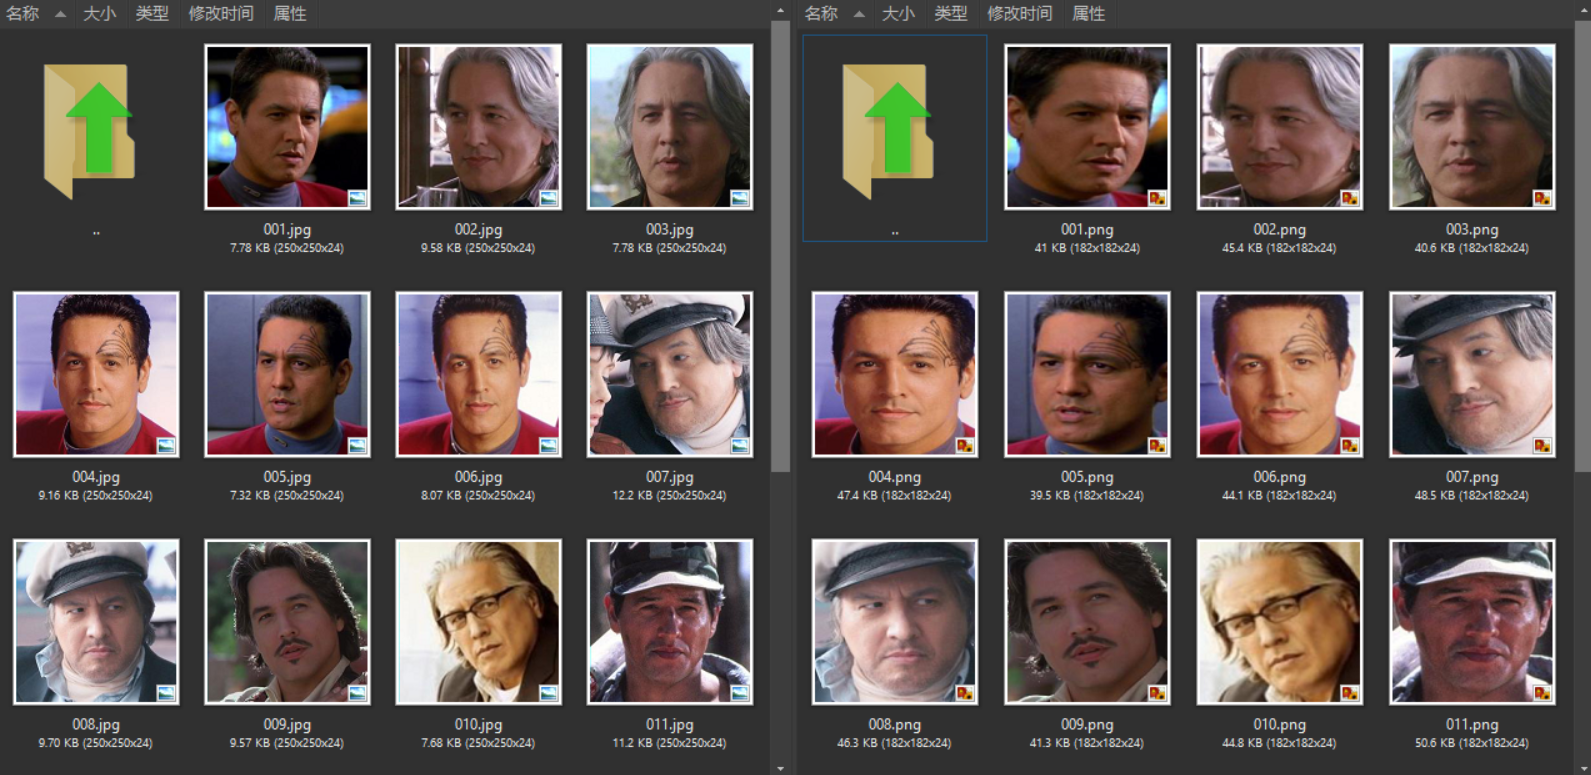 名称 大小 类型 修改时间 属性
..
001.jpg
7.78 KB (250x250x24)
002.jpg
9.58 KB (250x250x24)
003.jpg
7.78 KB (250x250x24)
004.jpg
9.16 KB (250x250x24)
005.jpg
7.32 KB (250x250x24)
006.jpg
8.07 KB (250x250x24)
007.jpg
12.2 KB (250x250x24)
008.jpg
9.70 KB (250x250x24)
009.jpg
9.57 KB (250x250x24)
010.jpg
7.68 KB (250x250x24)
011.jpg
11.2 KB (250x250x24)
名称 大小 类型 修改时间 属性
..
001.png
41 KB (182x182x24)
002.png
45.4 KB (182x182x24)
003.png
40.6 KB (182x182x24)
004.png
47.4 KB (182x182x24)
005.png
39.5 KB (182x182x24)
006.png
44.1 KB (182x182x24)
007.png
48.5 KB (182x182x24)
008.png
46.3 KB (182x182x24)
009.png
41.3 KB (182x182x24)
010.png
44.8 KB (182x182x24)
011.png
50.6 KB (182x182x24)